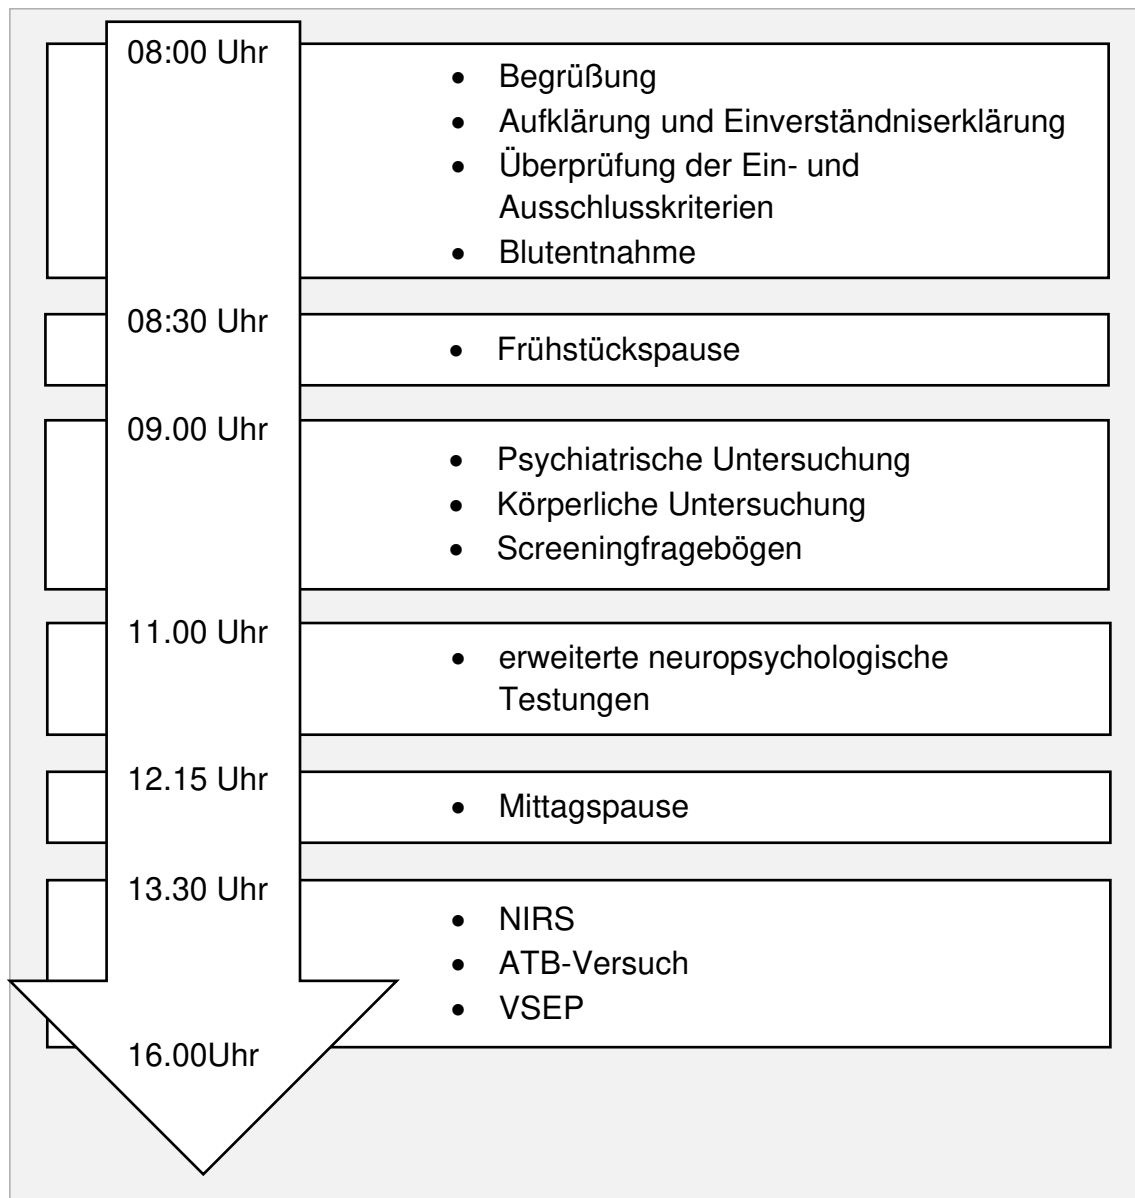 08:00 Uhr
• Begrüßung
• Aufklärung und Einverständniserklärung
• Überprüfung der Ein- und
Ausschlusskriterien
• Blutentnahme
08:30 Uhr
• Frühstückspause
09.00 Uhr
• Psychiatrische Untersuchung
• Körperliche Untersuchung
• Screeningfragebögen
11.00 Uhr
• erweiterte neuropsychologische
Testungen
12.15 Uhr
• Mittagspause
13.30 Uhr
• NIRS
• ATB-Versuch
• VSEP
16.00Uhr